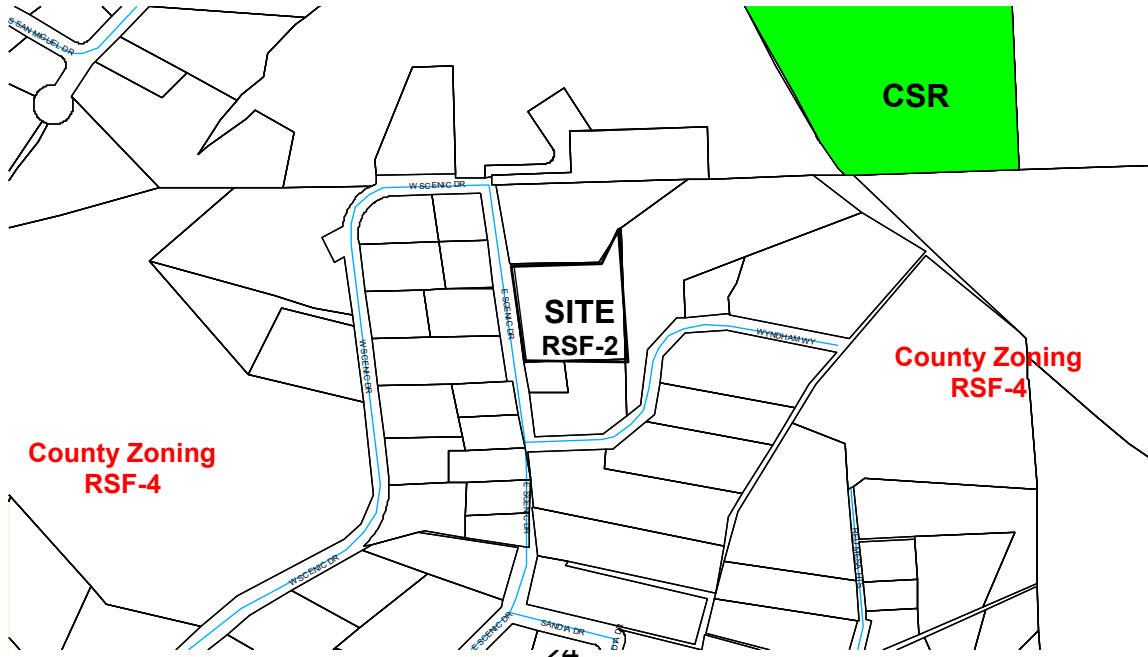 S SAN MIGUEL DR
CSR
W SCENIC DR
E SCENIC DR
SITE
RSF-2
WYNDHAM WY
W SCENIC DR
County Zoning
RSF-4
County Zoning
RSF-4
E SCENIC DR
W SCENIC DR
E SCENIC DR
SANDIA DR